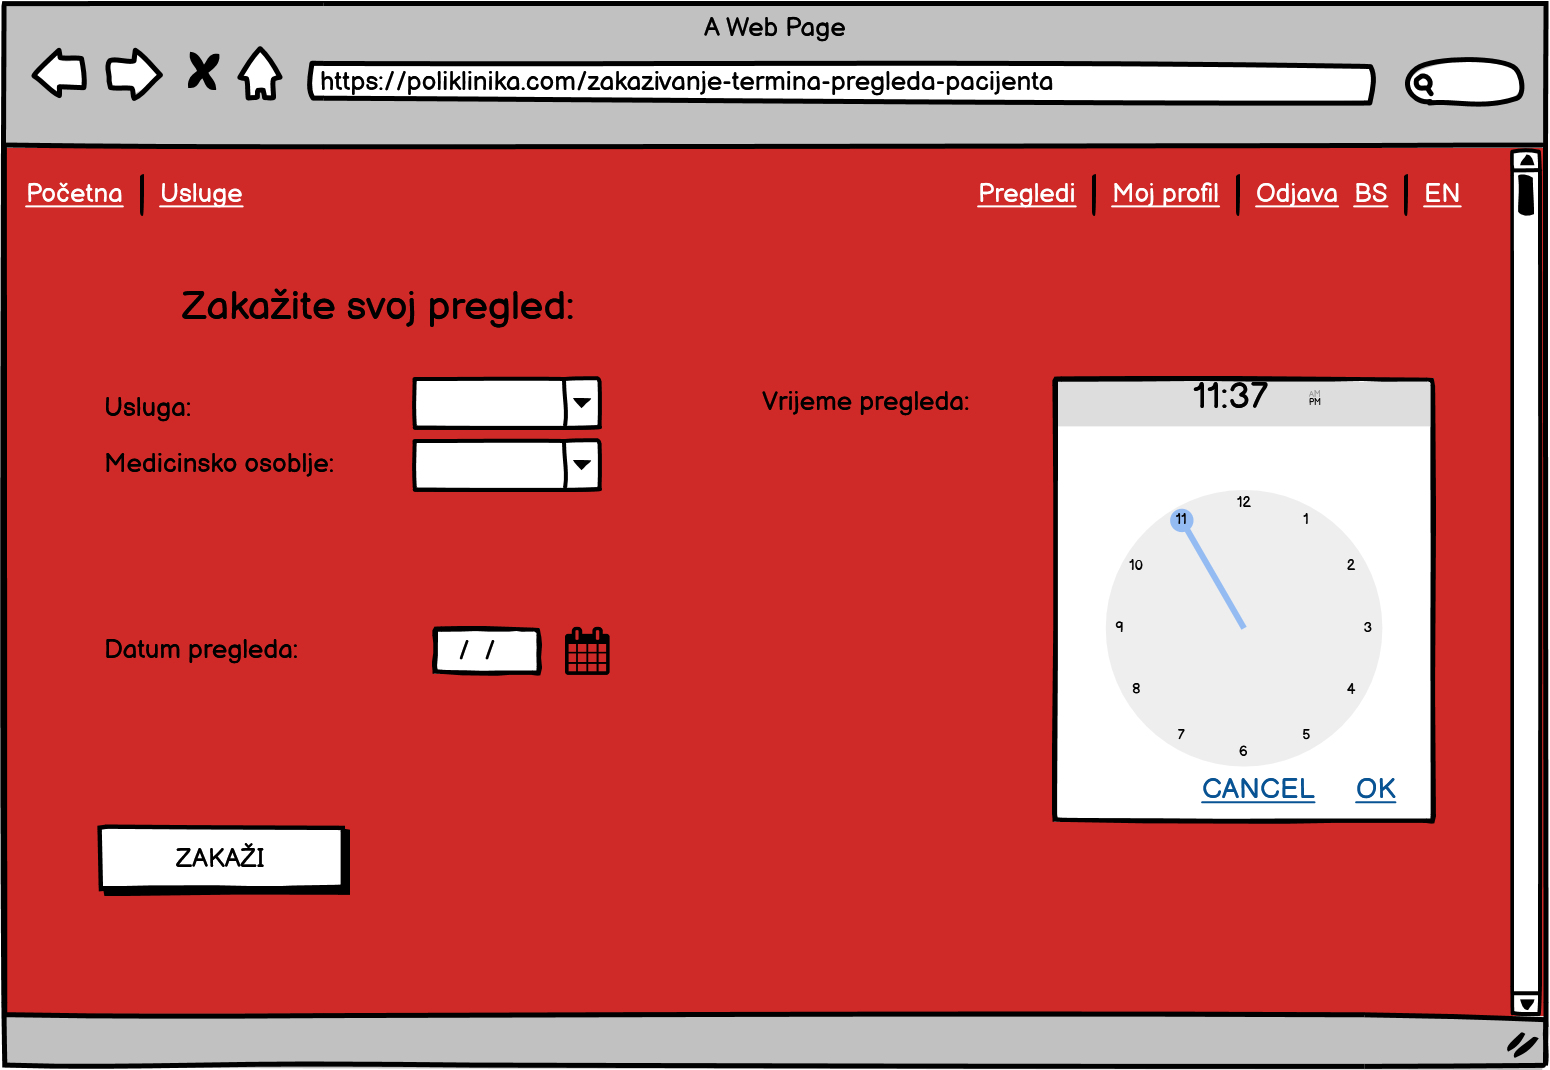 A Web Page
https://poliklinika.com/zakazivanje-termina-pregleda-pacijenta
Početna Usluge Pregledi Moj profil Odjava BS EN
Zakažite svoj pregled:
Usluga:
Medicinsko osoblje:
Datum pregleda:
/ /
ZAKAŽI
Vrijeme pregleda:
11:37 AM
PM
12
11 1
10 2
9 3
8 4
7 5
6
CANCEL OK